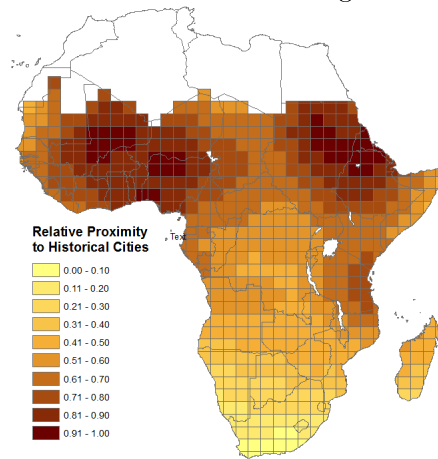 Relative Proximity
to Historical Cities
Text
0.00 - 0.10
0.11 - 0.20
0.21 - 0.30
0.31 - 0.40
0.41 - 0.50
0.51 - 0.60
0.61 - 0.70
0.71 - 0.80
0.81 - 0.90
0.91 - 1.00